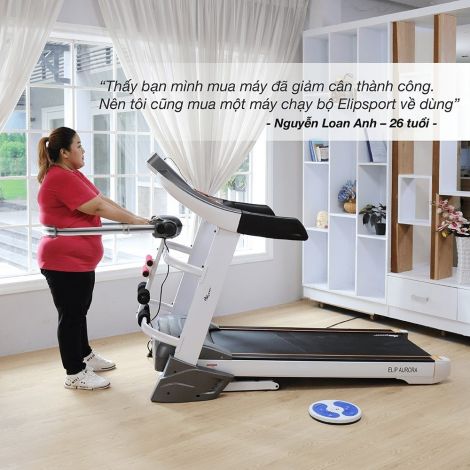 “Thấy bạn mình mua máy đã giảm cân thành công.
Nên tôi cũng mua một máy chạy bộ Elipsport về dùng”
- Nguyễn Loan Anh – 26 tuổi -
ELIP AURORA